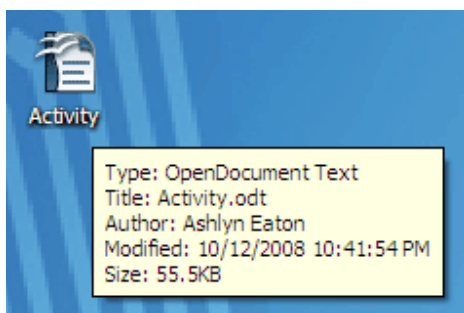 Activity
Type: OpenDocument Text
Title: Activity.odt
Author: Ashlyn Eaton
Modified: 10/12/2008 10:41:54 PM
Size: 55.5KB